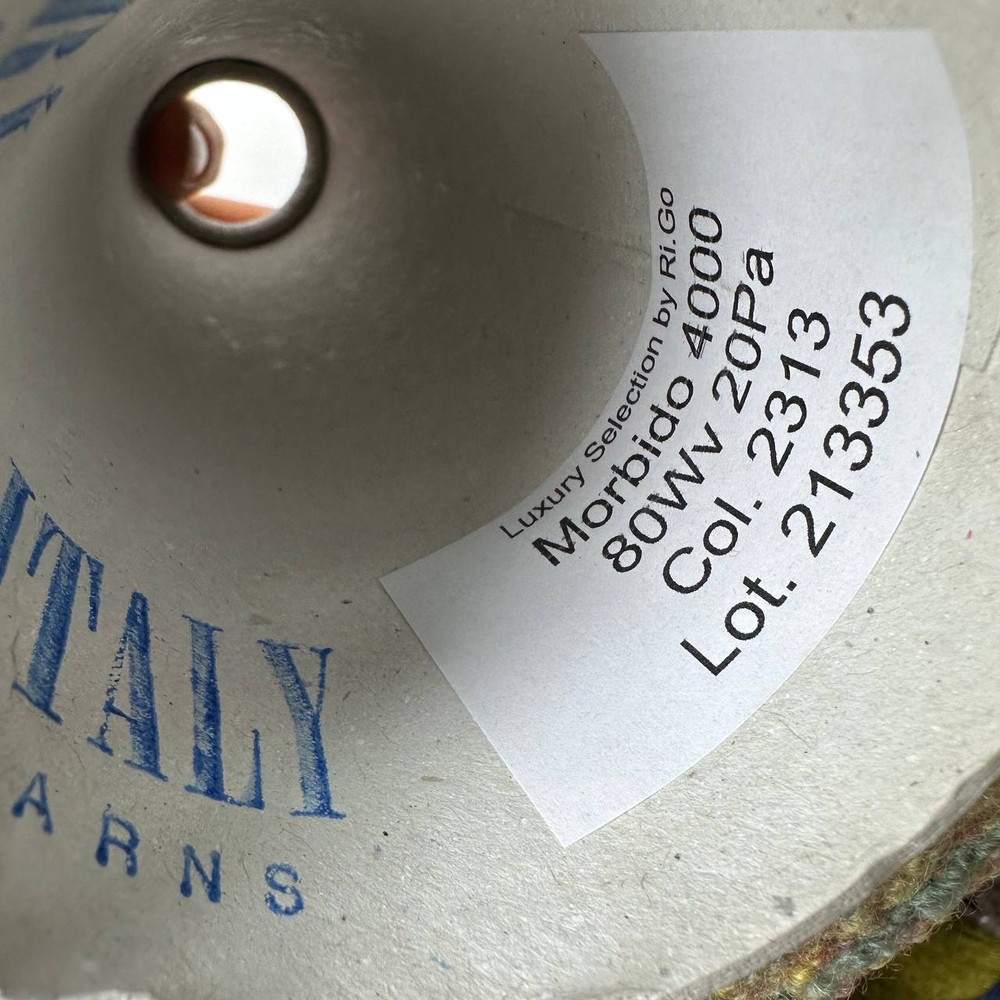 Luxury Selection by Ri.Go
Morbido 4000
80Wv 20Pa
Col. 2313
Lot. 213353
ITALY
ARNS